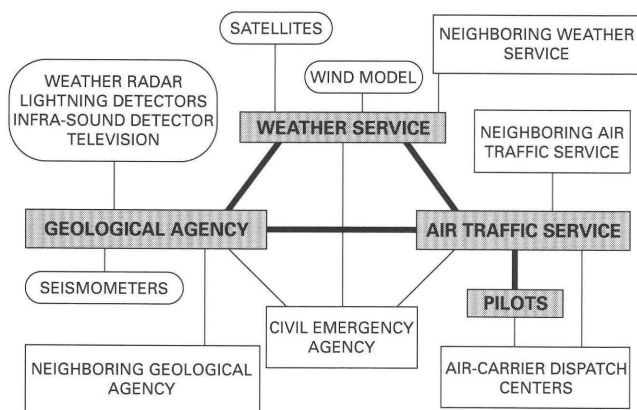 SATELLITES
NEIGHBORING WEATHER
SERVICE
WEATHER RADAR
LIGHTNING DETECTORS
INFRA-SOUND DETECTOR
TELEVISION
WIND MODEL
WEATHER SERVICE
NEIGHBORING AIR
TRAFFIC SERVICE
GEOLOGICAL AGENCY
AIR TRAFFIC SERVICE
SEISMOMETERS
PILOTS
CIVIL EMERGENCY
AGENCY
NEIGHBORING GEOLOGICAL
AGENCY
AIR-CARRIER DISPATCH
CENTERS